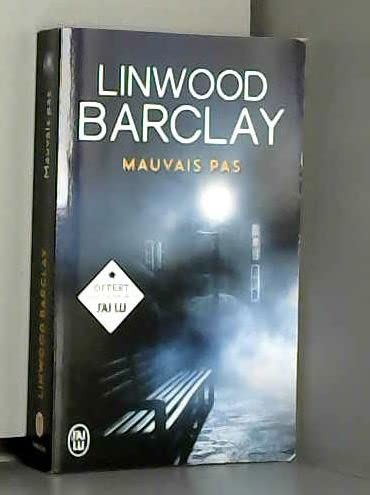 LINWOOD
BARCLAY
MAUVAIS PAS
OFFERT
J'AI LU
J'AI
LU
LINWOOD BARCLAY
Mauvais pas